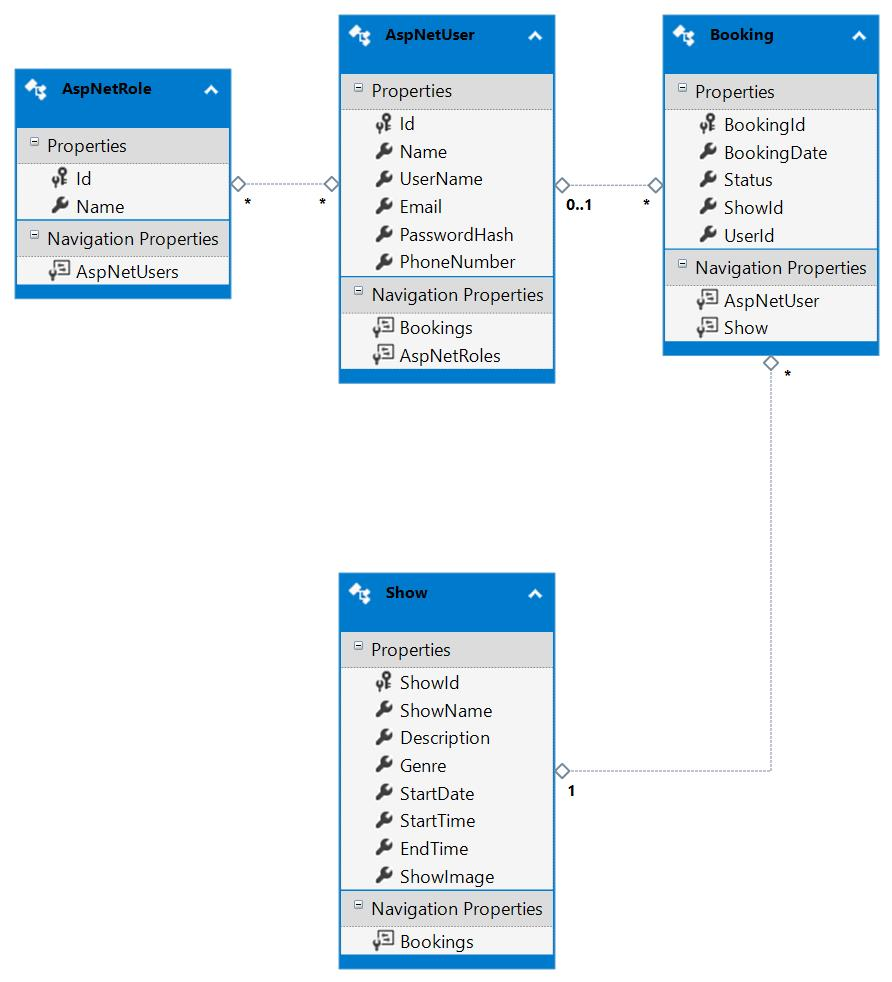 AspNetRole
Properties
Id
Name
Navigation Properties
AspNetUsers
*
*
AspNetUser
Properties
Id
Name
UserName
Email
PasswordHash
PhoneNumber
Navigation Properties
Bookings
AspNetRoles
0..1
*
Booking
Properties
BookingId
BookingDate
Status
ShowId
UserId
Navigation Properties
AspNetUser
Show
*
Show
Properties
ShowId
ShowName
Description
Genre
StartDate
StartTime
EndTime
ShowImage
Navigation Properties
Bookings
1